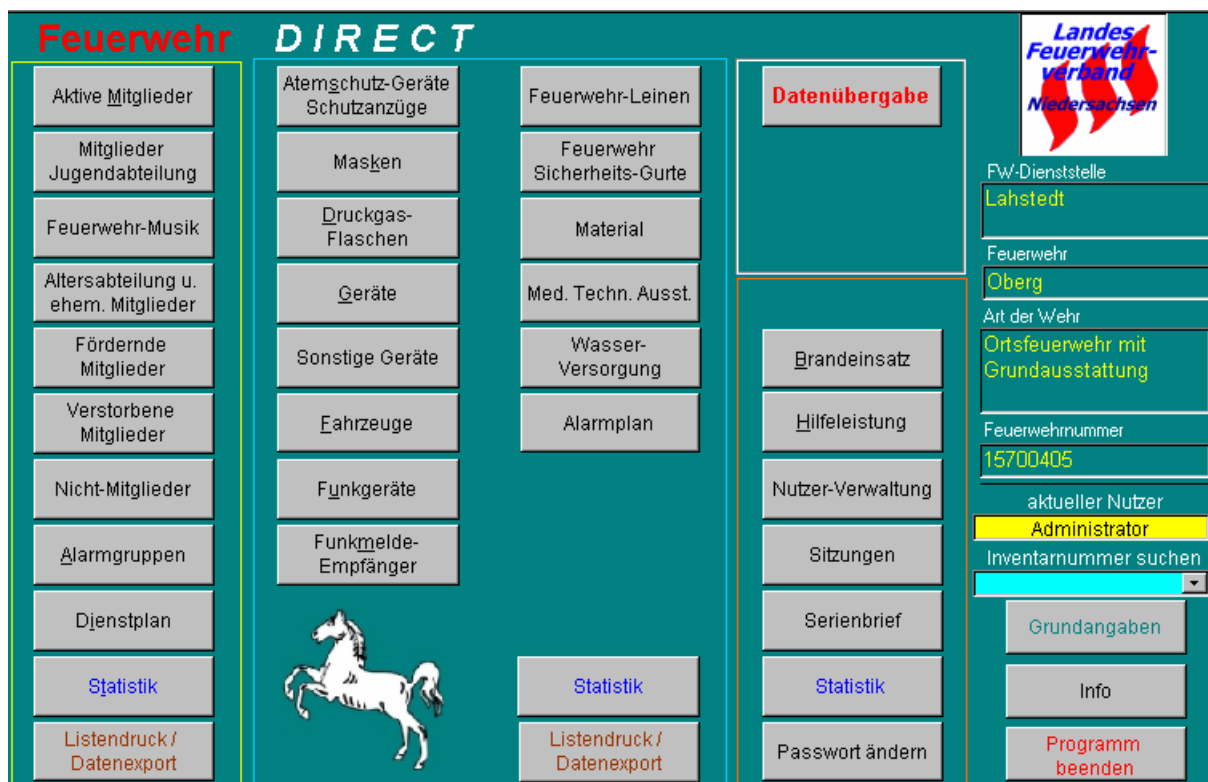 Feuerwehr DIRECT
Aktive Mitglieder
Mitglieder
Jugendabteilung
Feuerwehr-Musik
Altersabteilung u.
ehem. Mitglieder
Fördernde
Mitglieder
Verstorbene
Mitglieder
Nicht-Mitglieder
Alarmgruppen
Dienstplan
Statistik
Listendruck /
Datenexport
Atemschutz-Geräte
Schutzanzüge
Masken
Druckgas-
Flaschen
Geräte
Sonstige Geräte
Fahrzeuge
Funkgeräte
Funkmelde-
Empfänger
Feuerwehr-Leinen
Feuerwehr
Sicherheits-Gurte
Material
Med. Techn. Ausst.
Wasser-
Versorgung
Alarmplan
Statistik
Listendruck /
Datenexport
Datenübergabe
Brandeinsatz
Hilfeleistung
Nutzer-Verwaltung
Sitzungen
Serienbrief
Statistik
Passwort ändern
Landes
Feuerwehr-
verband
Niedersachsen
FW-Dienststelle
Lahstedt
Feuerwehr
Oberg
Art der Wehr
Ortsfeuerwehr mit
Grundausstattung
Feuerwehrnummer
15700405
aktueller Nutzer
Administrator
Inventarnummer suchen
Grundangaben
Info
Programm
beenden